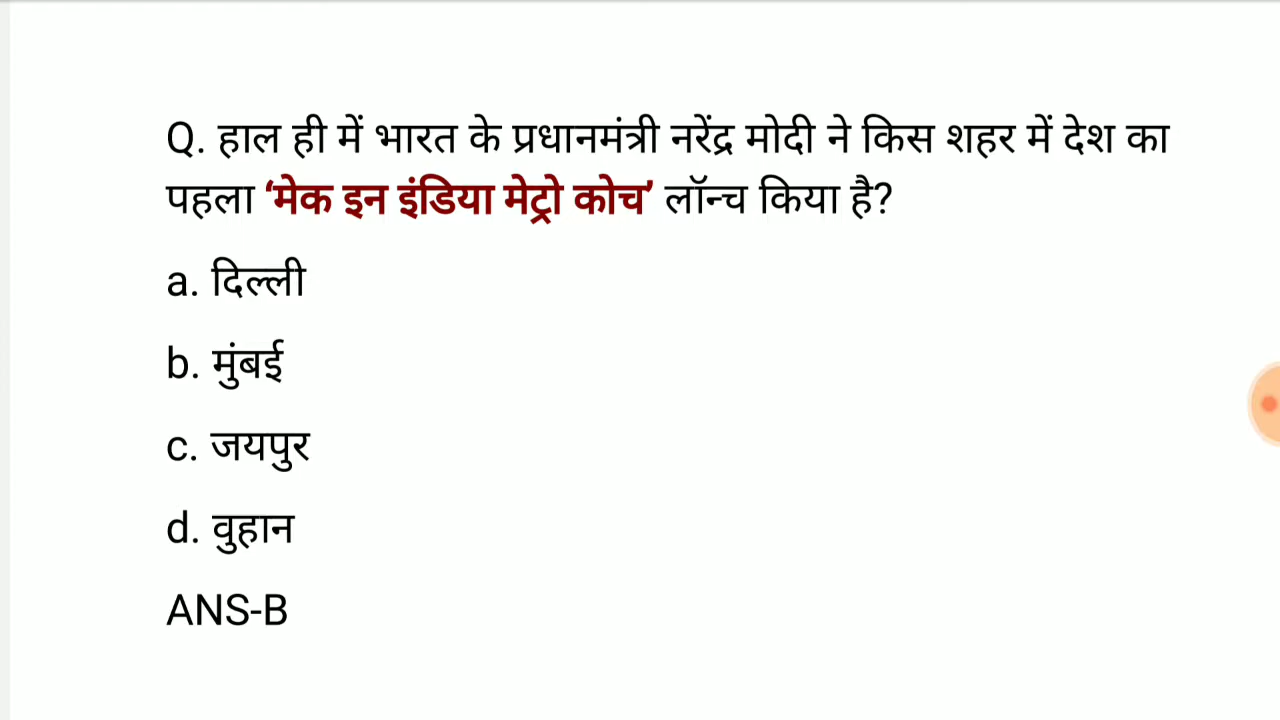 Q. हाल ही में भारत के प्रधानमंत्री नरेंद्र मोदी ने किस शहर में देश का
पहला ‘मेक इन इंडिया मेट्रो कोच’ लॉन्च किया है?
a. दिल्ली
b. मुंबई
c. जयपुर
d. वुहान
ANS-B